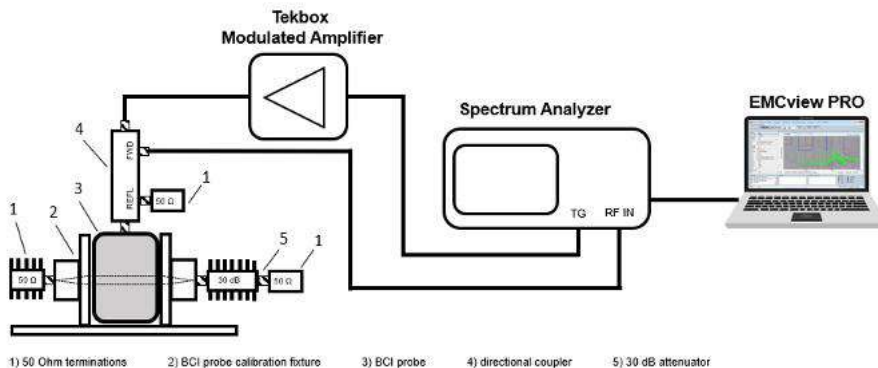 Tekbox
Modulated Amplifier
Spectrum Analyzer
EMCview PRO
4
FWD
REFL
1
50 Ω
3
1
2
5
1
TG
RF IN
50 Ω
30 dB
50 Ω
1) 50 Ohm terminations
2) BCI probe calibration fixture
3) BCI probe
4) directional coupler
5) 30 dB attenuator